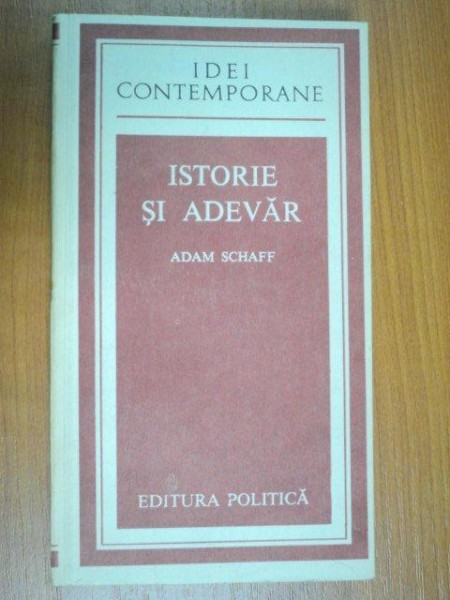 IDEI
CONTEMPORANE
ISTORIE
ȘI ADEVĂR
ADAM SCHAFF
EDITURA POLITICĂ